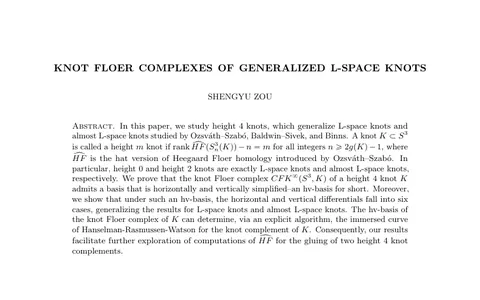 KNOT FLOER COMPLEXES OF GENERALIZED L-SPACE KNOTS
SHENGYU ZOU
ABSTRACT. In this paper, we study height 4 knots, which generalize L-space knots and
almost L-space knots studied by Ozsváth–Szabó, Baldwin–Sivek, and Binns. A knot K ⊂ S³
is called a height m knot if rank \widehat{HF}(S³ₙ(K)) − n = m for all integers n ⩾ 2g(K) − 1, where
\widehat{HF} is the hat version of Heegaard Floer homology introduced by Ozsváth–Szabó. In
particular, height 0 and height 2 knots are exactly L-space knots and almost L-space knots,
respectively. We prove that the knot Floer complex CFK^∞(S³, K) of a height 4 knot K
admits a basis that is horizontally and vertically simplified–an hv-basis for short. Moreover,
we show that under such an hv-basis, the horizontal and vertical differentials fall into six
cases, generalizing the results for L-space knots and almost L-space knots. The hv-basis of
the knot Floer complex of K can determine, via an explicit algorithm, the immersed curve
of Hanselman-Rasmussen-Watson for the knot complement of K. Consequently, our results
facilitate further exploration of computations of \widehat{HF} for the gluing of two height 4 knot
complements.